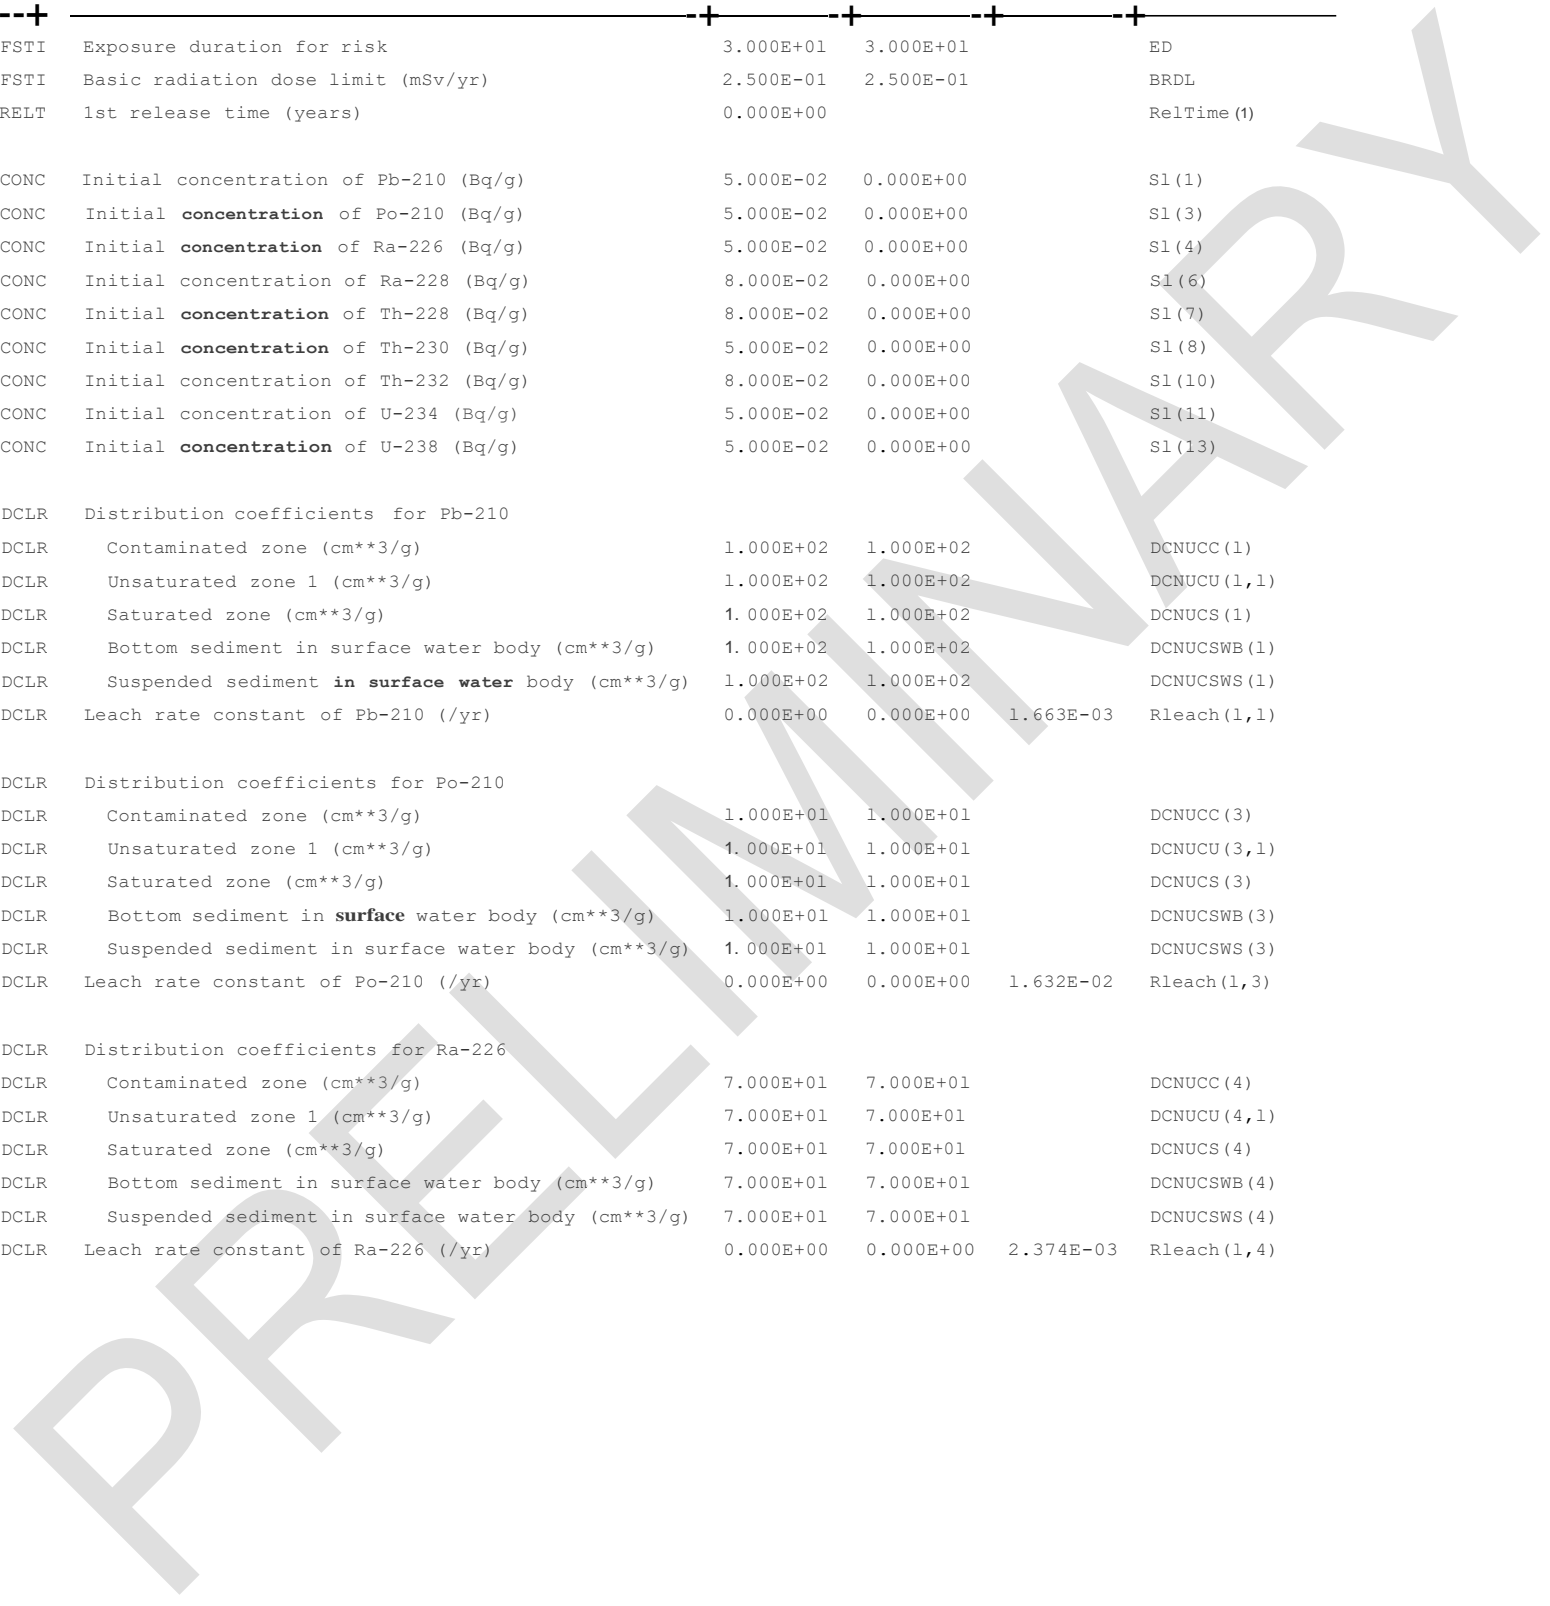 --+ -+ -+ -+ -+
FSTI Exposure duration for risk 3.000E+01 3.000E+01 ED
FSTI Basic radiation dose limit (mSv/yr) 2.500E-01 2.500E-01 BRDL
RELT 1st release time (years) 0.000E+00 RelTime(1)
CONC Initial concentration of Pb-210 (Bq/g) 5.000E-02 0.000E+00 Sl(1)
CONC Initial concentration of Po-210 (Bq/g) 5.000E-02 0.000E+00 Sl(3)
CONC Initial concentration of Ra-226 (Bq/g) 5.000E-02 0.000E+00 Sl(4)
CONC Initial concentration of Ra-228 (Bq/g) 8.000E-02 0.000E+00 Sl(6)
CONC Initial concentration of Th-228 (Bq/g) 8.000E-02 0.000E+00 Sl(7)
CONC Initial concentration of Th-230 (Bq/g) 5.000E-02 0.000E+00 Sl(8)
CONC Initial concentration of Th-232 (Bq/g) 8.000E-02 0.000E+00 Sl(10)
CONC Initial concentration of U-234 (Bq/g) 5.000E-02 0.000E+00 Sl(11)
CONC Initial concentration of U-238 (Bq/g) 5.000E-02 0.000E+00 Sl(13)
DCLR Distribution coefficients for Pb-210
DCLR Contaminated zone (cm**3/g) 1.000E+02 1.000E+02 DCNUCC(1)
DCLR Unsaturated zone 1 (cm**3/g) 1.000E+02 1.000E+02 DCNUCU(1,1)
DCLR Saturated zone (cm**3/g) 1.000E+02 1.000E+02 DCNUCS(1)
DCLR Bottom sediment in surface water body (cm**3/g) 1.000E+02 1.000E+02 DCNUCSWB(1)
DCLR Suspended sediment in surface water body (cm**3/g) 1.000E+02 1.000E+02 DCNUCSWS(1)
DCLR Leach rate constant of Pb-210 (/yr) 0.000E+00 0.000E+00 1.663E-03 Rleach(1,1)
DCLR Distribution coefficients for Po-210
DCLR Contaminated zone (cm**3/g) 1.000E+01 1.000E+01 DCNUCC(3)
DCLR Unsaturated zone 1 (cm**3/g) 1.000E+01 1.000E+01 DCNUCU(3,1)
DCLR Saturated zone (cm**3/g) 1.000E+01 1.000E+01 DCNUCS(3)
DCLR Bottom sediment in surface water body (cm**3/g) 1.000E+01 1.000E+01 DCNUCSWB(3)
DCLR Suspended sediment in surface water body (cm**3/g) 1.000E+01 1.000E+01 DCNUCSWS(3)
DCLR Leach rate constant of Po-210 (/yr) 0.000E+00 0.000E+00 1.632E-02 Rleach(1,3)
DCLR Distribution coefficients for Ra-226
DCLR Contaminated zone (cm**3/g) 7.000E+01 7.000E+01 DCNUCC(4)
DCLR Unsaturated zone 1 (cm**3/g) 7.000E+01 7.000E+01 DCNUCU(4,1)
DCLR Saturated zone (cm**3/g) 7.000E+01 7.000E+01 DCNUCS(4)
DCLR Bottom sediment in surface water body (cm**3/g) 7.000E+01 7.000E+01 DCNUCSWB(4)
DCLR Suspended sediment in surface water body (cm**3/g) 7.000E+01 7.000E+01 DCNUCSWS(4)
DCLR Leach rate constant of Ra-226 (/yr) 0.000E+00 0.000E+00 2.374E-03 Rleach(1,4)
PRELIMINARY